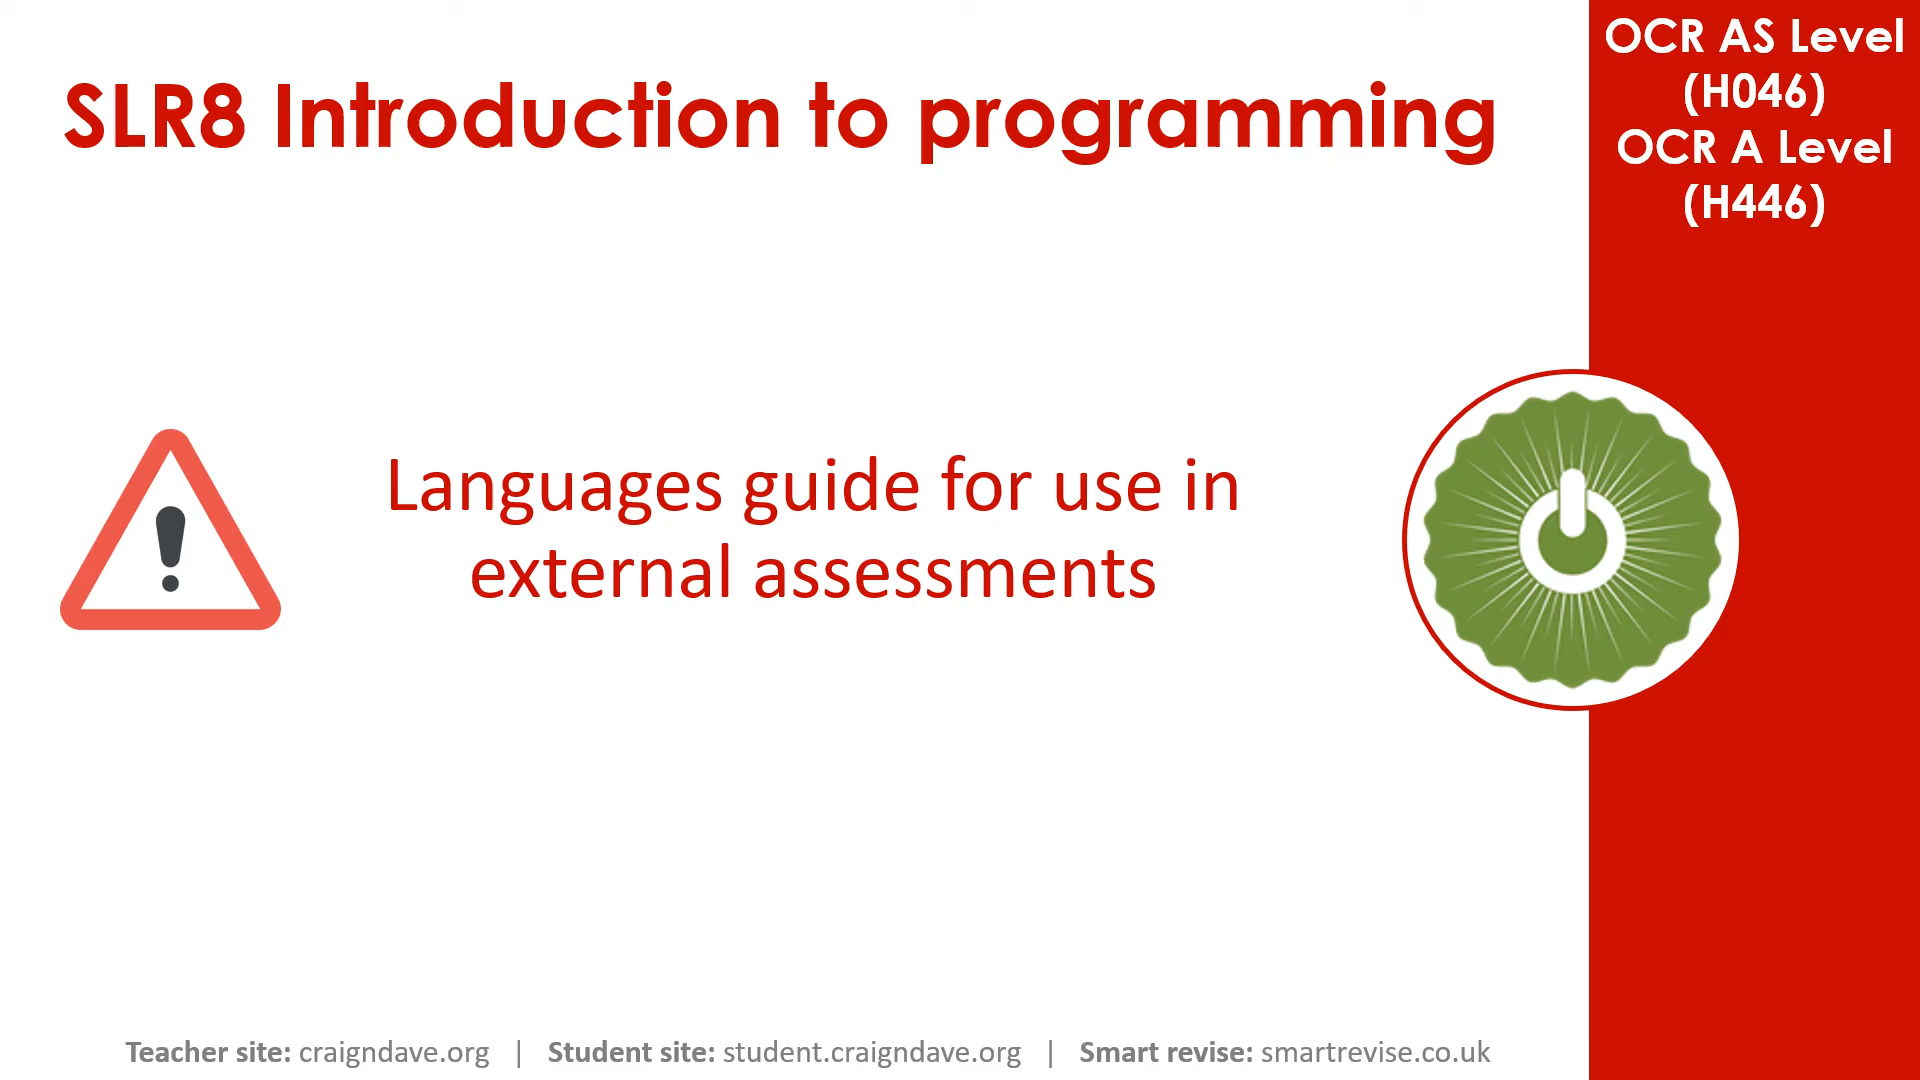 SLR8 Introduction to programming
OCR AS Level
(H046)
OCR A Level
(H446)
Languages guide for use in
external assessments
Teacher site: craigndave.org | Student site: student.craigndave.org | Smart revise: smartrevise.co.uk